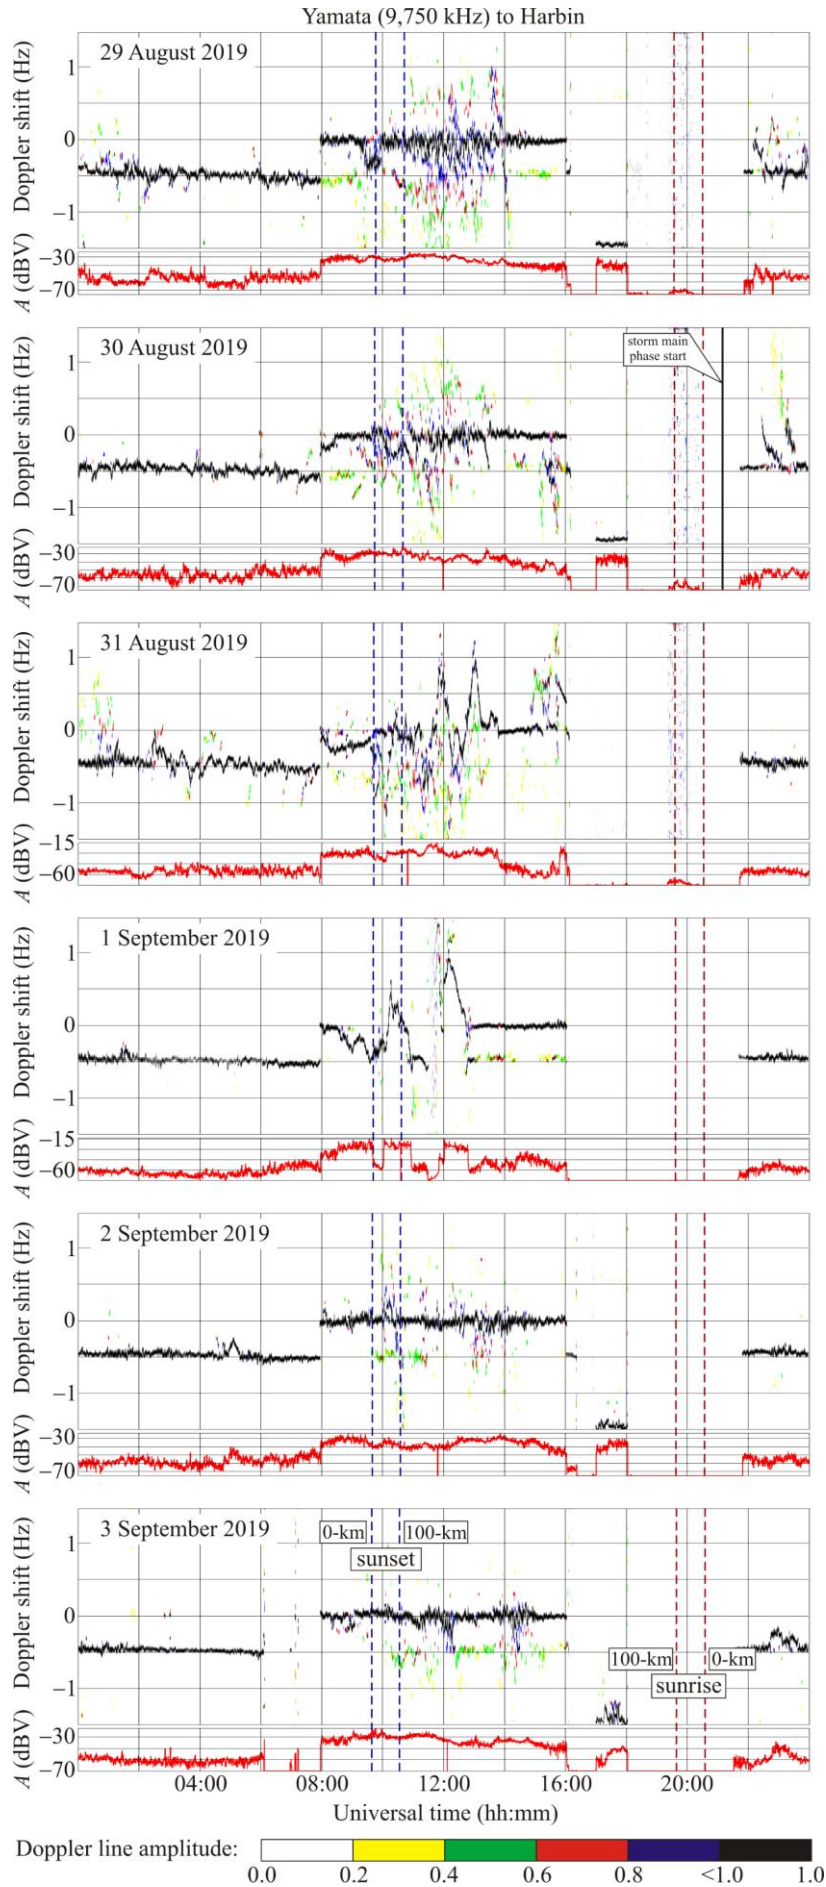 Yamata (9,750 kHz) to Harbin
29 August 2019
Doppler shift (Hz)
1
0
−1
A (dBV)
−30
−70
30 August 2019
storm main
phase start
Doppler shift (Hz)
1
0
−1
A (dBV)
−30
−70
31 August 2019
Doppler shift (Hz)
1
0
−1
A (dBV)
−15
−60
1 September 2019
Doppler shift (Hz)
1
0
−1
A (dBV)
−15
−60
2 September 2019
Doppler shift (Hz)
1
0
−1
A (dBV)
−30
−70
3 September 2019
0-km
100-km
sunset
Doppler shift (Hz)
1
0
−1
100-km
0-km
sunrise
A (dBV)
−30
−70
04:00 08:00 12:00 16:00 20:00
Universal time (hh:mm)
Doppler line amplitude:
0.0 0.2 0.4 0.6 0.8 <1.0 1.0